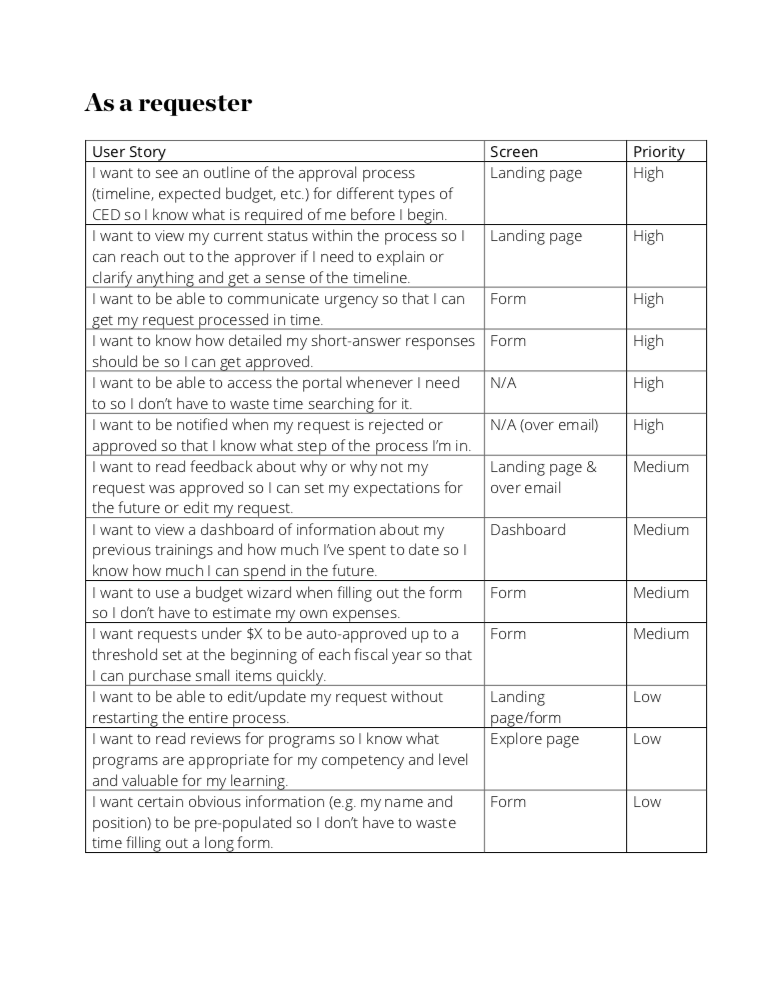 As a requester
User Story Screen Priority
I want to see an outline of the approval process Landing page High
(timeline, expected budget, etc.) for different types of
CED so I know what is required of me before I begin.
I want to view my current status within the process so I Landing page High
can reach out to the approver if I need to explain or
clarify anything and get a sense of the timeline.
I want to be able to communicate urgency so that I can Form High
get my request processed in time.
I want to know how detailed my short-answer responses Form High
should be so I can get approved.
I want to be able to access the portal whenever I need N/A High
to so I don’t have to waste time searching for it.
I want to be notified when my request is rejected or N/A (over email) High
approved so that I know what step of the process I’m in.
I want to read feedback about why or why not my Landing page & Medium
request was approved so I can set my expectations for over email
the future or edit my request.
I want to view a dashboard of information about my Dashboard Medium
previous trainings and how much I’ve spent to date so I
know how much I can spend in the future.
I want to use a budget wizard when filling out the form Form Medium
so I don’t have to estimate my own expenses.
I want requests under $X to be auto-approved up to a Form Medium
threshold set at the beginning of each fiscal year so that
I can purchase small items quickly.
I want to be able to edit/update my request without Landing Low
restarting the entire process. page/form
I want to read reviews for programs so I know what Explore page Low
programs are appropriate for my competency and level
and valuable for my learning.
I want certain obvious information (e.g. my name and Form Low
position) to be pre-populated so I don’t have to waste
time filling out a long form.